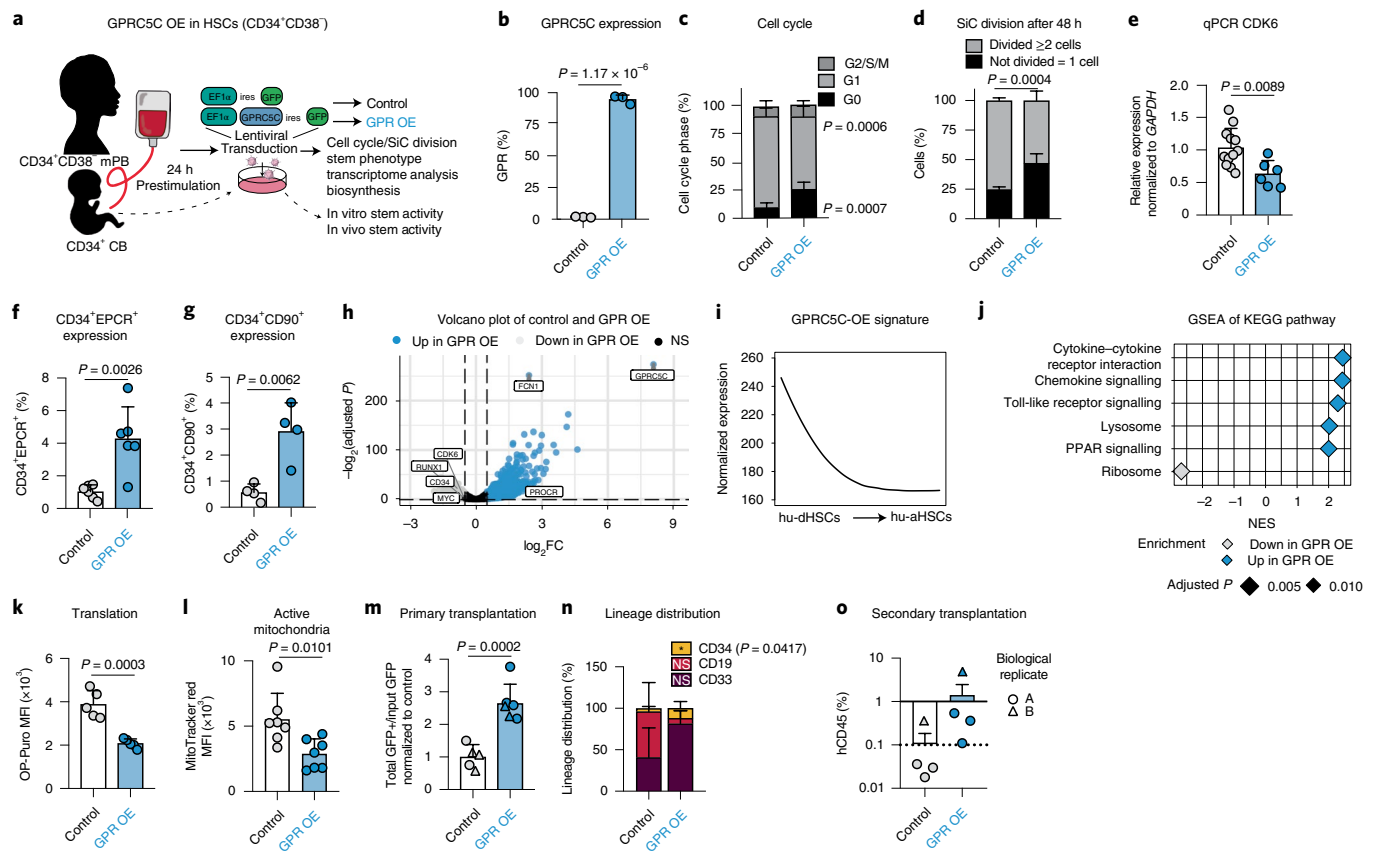 a
GPRC5C OE in HSCs (CD34⁺CD38⁻)
EF1α ires GFP
EF1α GPRC5C ires GFP
Control
GPR OE
Lentiviral
Transduction
CD34⁺CD38⁻ mPB
24 h
Prestimulation
Cell cycle/SiC division
stem phenotype
transcriptome analysis
biosynthesis
In vitro stem activity
In vivo stem activity
CD34⁺ CB
b
GPRC5C expression
P = 1.17 × 10⁻⁶
GPR (%)
100
75
50
25
0
Control
GPR OE
c
Cell cycle
G2/S/M
G1
G0
Cell cycle phase (%)
100
75
50
25
0
P = 0.0006
P = 0.0007
Control
GPR OE
d
SiC division after 48 h
Divided ≥2 cells
Not divided = 1 cell
P = 0.0004
Cells (%)
100
75
50
25
0
Control
GPR OE
e
qPCR CDK6
P = 0.0089
Relative expression
normalized to GAPDH
2.0
1.5
1.0
0.5
0
Control
GPR OE
f
CD34⁺EPCR⁺
expression
P = 0.0026
CD34⁺EPCR⁺ (%)
8
6
4
2
0
Control
GPR OE
g
CD34⁺CD90⁺
expression
P = 0.0062
CD34⁺CD90⁺ (%)
5
4
3
2
1
0
Control
GPR OE
h
Volcano plot of control and GPR OE
Up in GPR OE
Down in GPR OE
NS
–log₂(adjusted P)
200
100
0
GPRC5C
FCN1
CDK6
RUNX1
CD34
MYC
PROCR
–3 0 3 6 9
log₂FC
i
GPRC5C-OE signature
Normalized expression
260
240
220
200
180
160
hu-dHSCs
hu-aHSCs
j
GSEA of KEGG pathway
Cytokine–cytokine
receptor interaction
Chemokine signalling
Toll-like receptor signalling
Lysosome
PPAR signalling
Ribosome
–2 –1 0 1 2
NES
Enrichment
Down in GPR OE
Up in GPR OE
Adjusted P
0.005
0.010
k
Translation
P = 0.0003
OP-Puro MFI (×10³)
6
4
2
0
Control
GPR OE
l
Active
mitochondria
P = 0.0101
MitoTracker red
MFI (×10³)
10
5
0
Control
GPR OE
m
Primary transplantation
P = 0.0002
Total GFP+/input GFP
normalized to control
4
3
2
1
0
Control
GPR OE
n
Lineage distribution
* CD34 (P = 0.0417)
NS CD19
NS CD33
Lineage distribution (%)
150
100
50
0
Control
GPR OE
o
Secondary transplantation
hCD45 (%)
10
1
0.1
0.01
Biological
replicate
A
B
Control
GPR OE